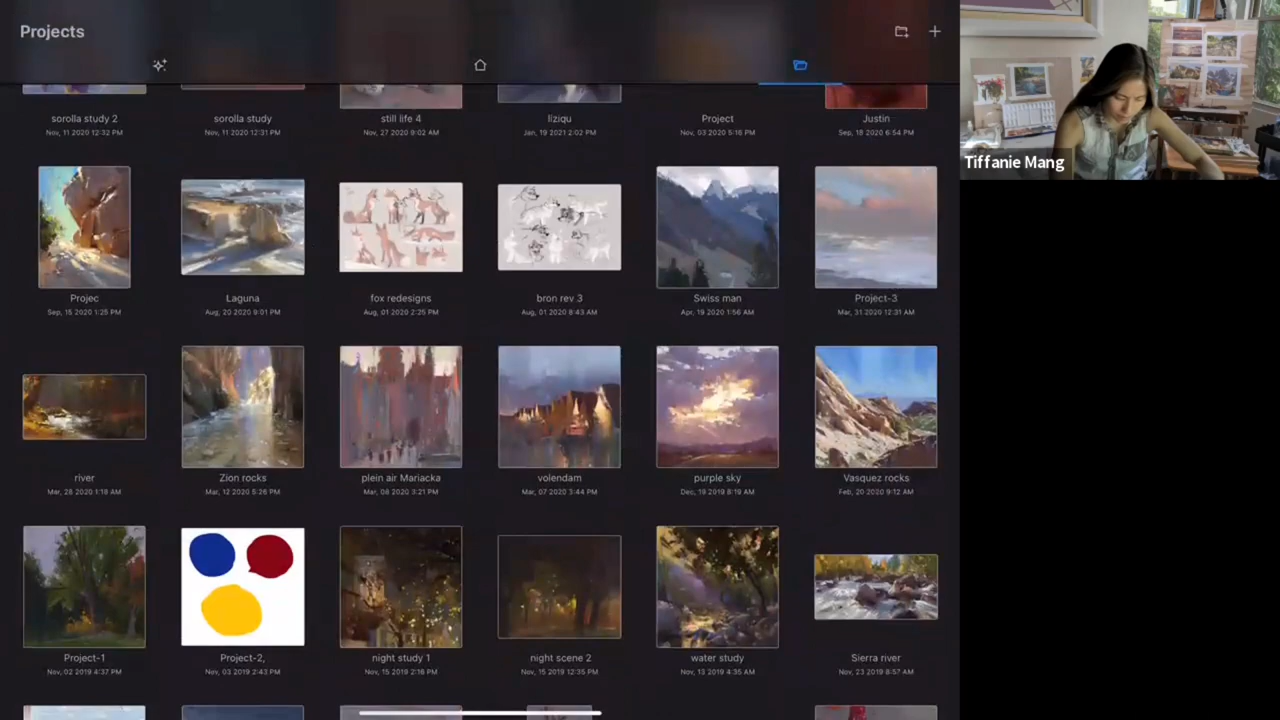 Projects
sorolla study 2
Nov, 11 2020 12:32 PM
sorolla study
Nov, 11 2020 12:31 PM
still life 4
Nov, 27 2020 9:02 AM
liziqu
Jan, 19 2021 2:02 PM
Project
Nov, 03 2020 5:16 PM
Justin
Sep, 18 2020 6:54 PM
Tiffanie Mang
Projec
Sep, 15 2020 1:25 PM
Laguna
Aug, 20 2020 9:01 PM
fox redesigns
Aug, 01 2020 2:25 PM
bron rev 3
Aug, 01 2020 8:43 AM
Swiss man
Apr, 19 2020 1:56 AM
Project-3
Mar, 31 2020 12:31 AM
river
Mar, 28 2020 1:18 AM
Zion rocks
Mar, 12 2020 5:26 PM
plein air Mariacka
Mar, 08 2020 3:21 PM
volendam
Mar, 07 2020 3:44 PM
purple sky
Dec, 19 2019 8:19 AM
Vasquez rocks
Feb, 20 2020 9:12 AM
Project-1
Nov, 02 2019 4:37 PM
Project-2,
Nov, 03 2019 2:43 PM
night study 1
Nov, 15 2019 2:16 PM
night scene 2
Nov, 15 2019 12:35 PM
water study
Nov, 13 2019 4:35 AM
Sierra river
Nov, 23 2019 8:57 AM